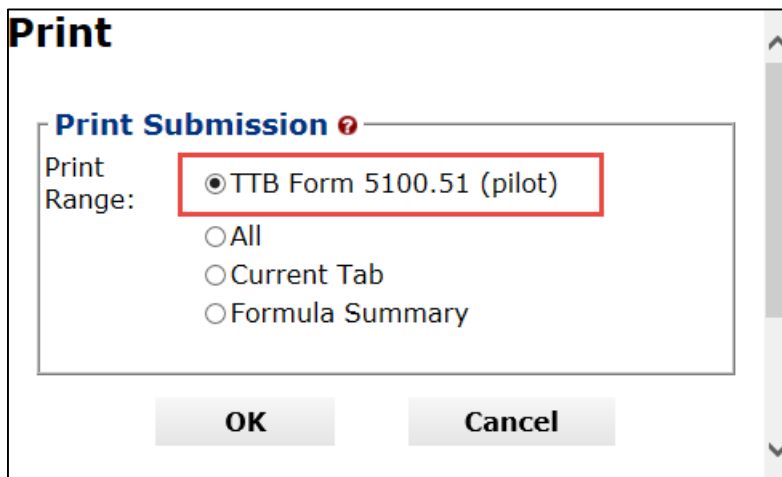 Print
Print Submission ?
Print
Range:
TTB Form 5100.51 (pilot)
All
Current Tab
Formula Summary
OK
Cancel